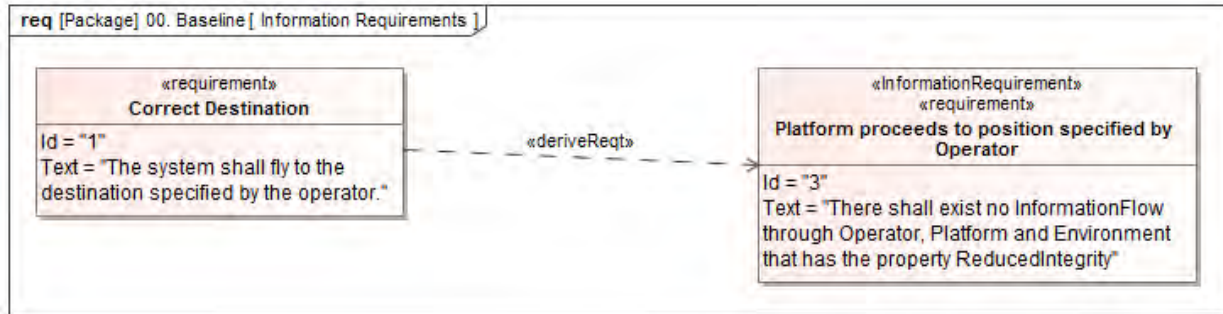 req [Package] 00. Baseline [ Information Requirements ]
«requirement»
Correct Destination
Id = "1"
Text = "The system shall fly to the
destination specified by the operator."
«deriveReqt»
«InformationRequirement»
«requirement»
Platform proceeds to position specified by
Operator
Id = "3"
Text = "There shall exist no InformationFlow
through Operator, Platform and Environment
that has the property ReducedIntegrity"